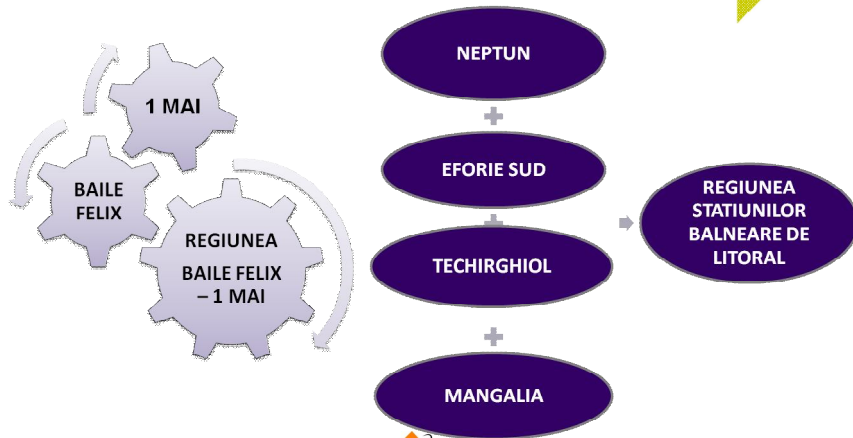 1 MAI
BAILE
FELIX
REGIUNEA
BAILE FELIX
– 1 MAI
NEPTUN
EFORIE SUD
TECHIRGHIOL
MANGALIA
REGIUNEA
STATIUNILOR
BALNEARE DE
LITORAL